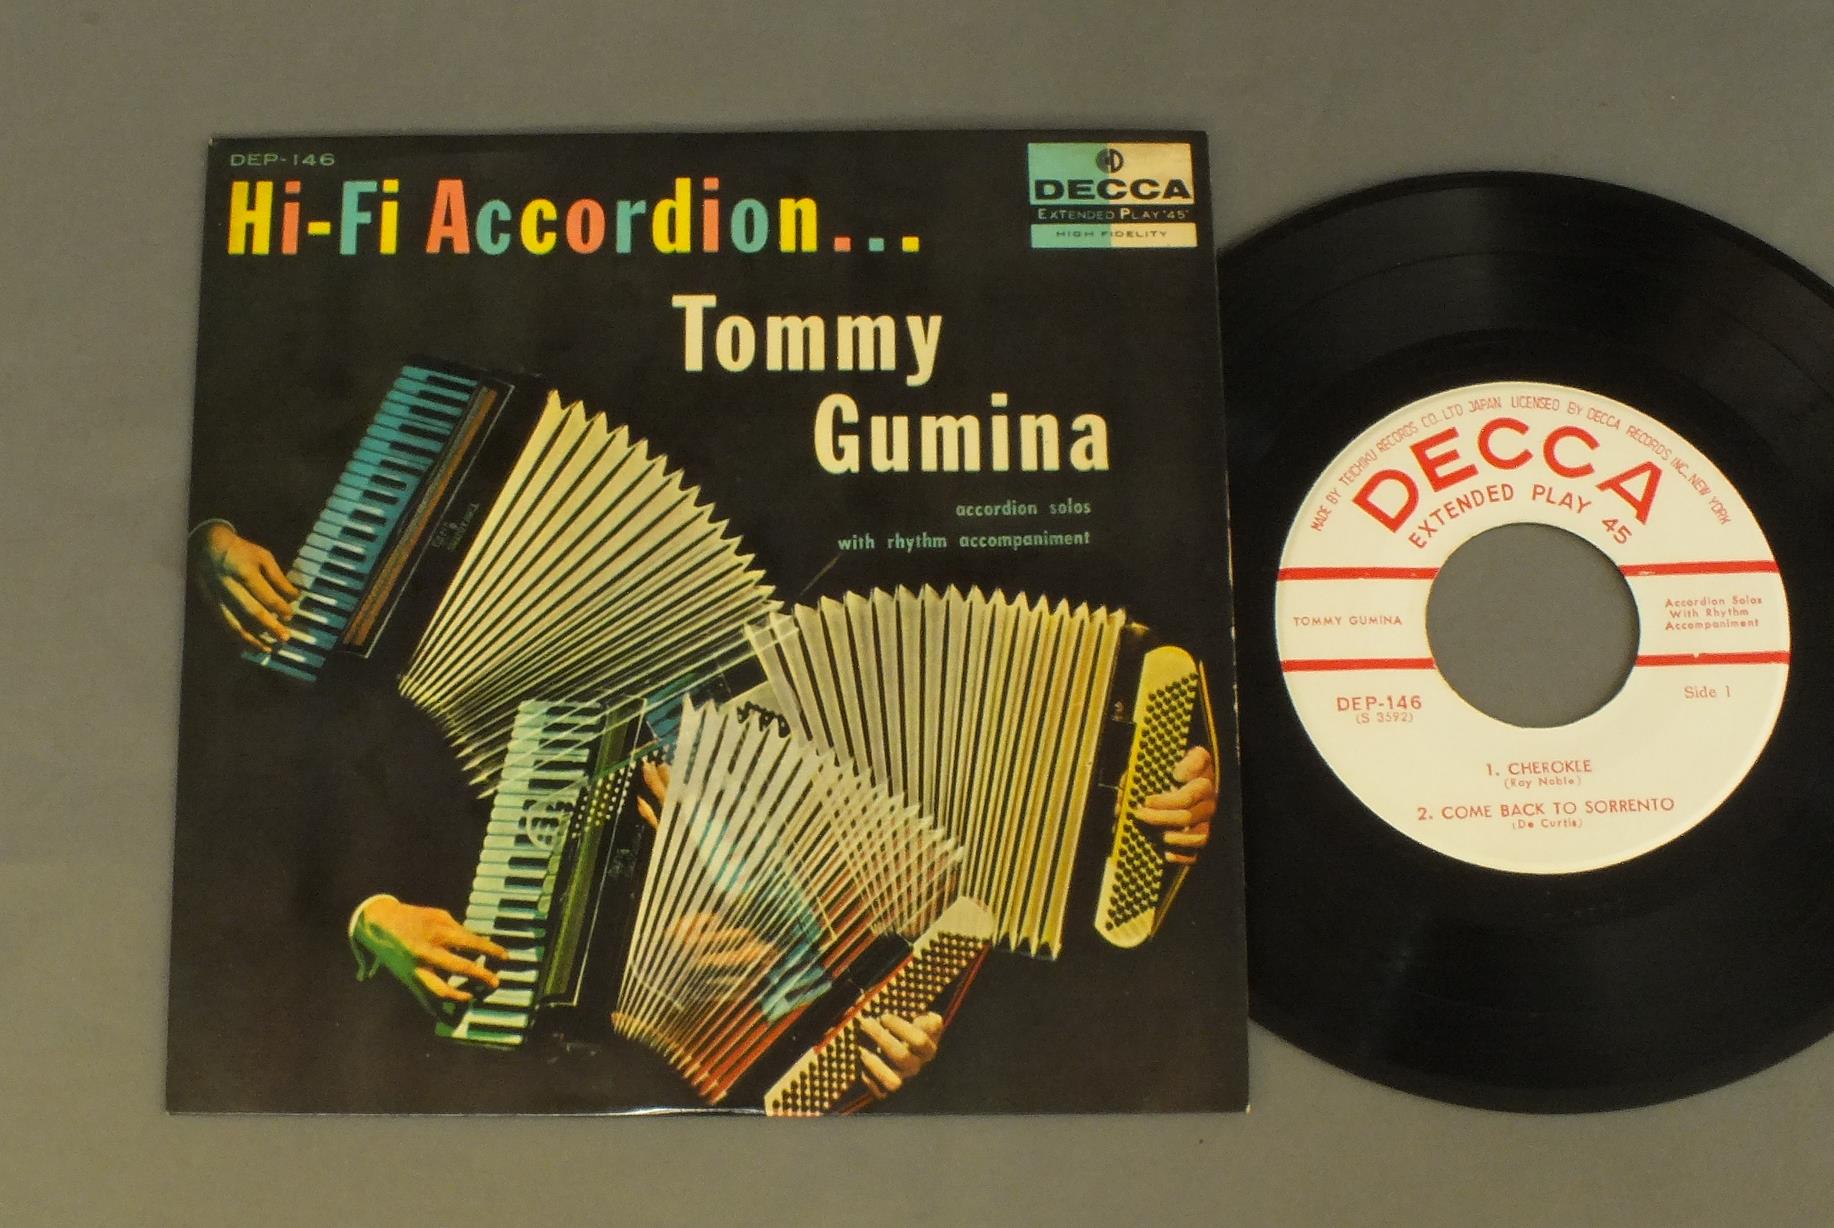 DEP-146
Hi-Fi Accordion...
DECCA
EXTENDED PLAY "45"
HIGH FIDELITY
Tommy
Gumina
accordion solos
with rhythm accompaniment
MADE BY TEICHIKU RECORDS CO. LTD JAPAN LICENSED BY DECCA RECORDS INC. NEW YORK
DECCA
EXTENDED PLAY 45
TOMMY GUMINA
Accordion Solos
With Rhythm
Accompaniment
DEP-146
(S 3592)
Side 1
1. CHEROKLE
(Ray Noble)
2. COME BACK TO SORRENTO
(De Curtis)